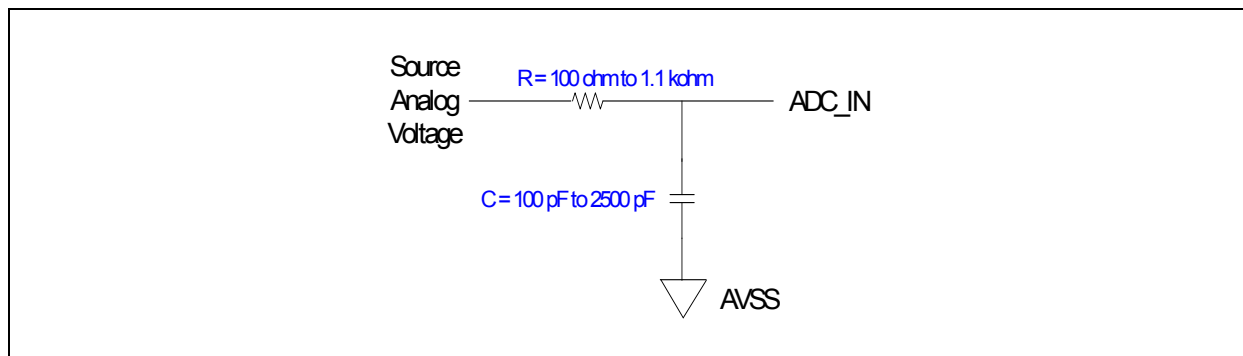 Source
Analog
Voltage
R = 100 ohm to 1.1 kohm
ADC_IN
C = 100 pF to 2500 pF
AVSS